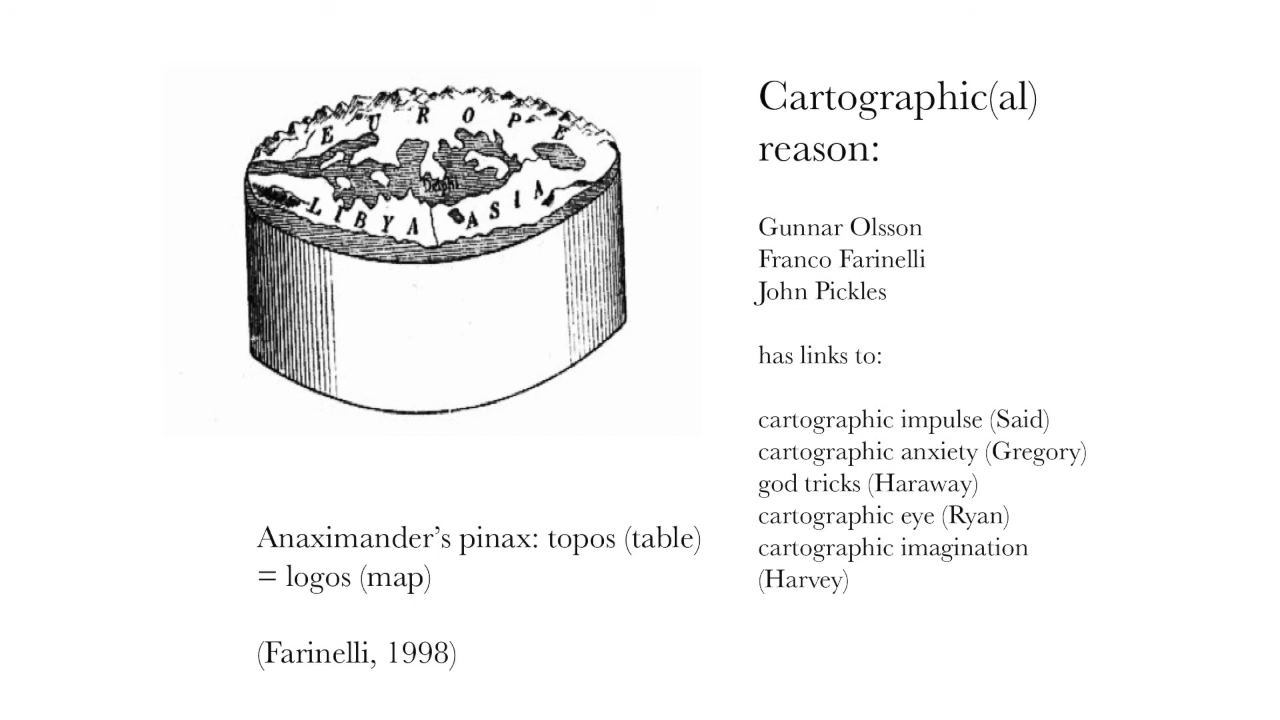 EUROPE
Delphi
LIBYA
ASIA
Anaximander’s pinax: topos (table)
= logos (map)
(Farinelli, 1998)
Cartographic(al)
reason:
Gunnar Olsson
Franco Farinelli
John Pickles
has links to:
cartographic impulse (Said)
cartographic anxiety (Gregory)
god tricks (Haraway)
cartographic eye (Ryan)
cartographic imagination
(Harvey)